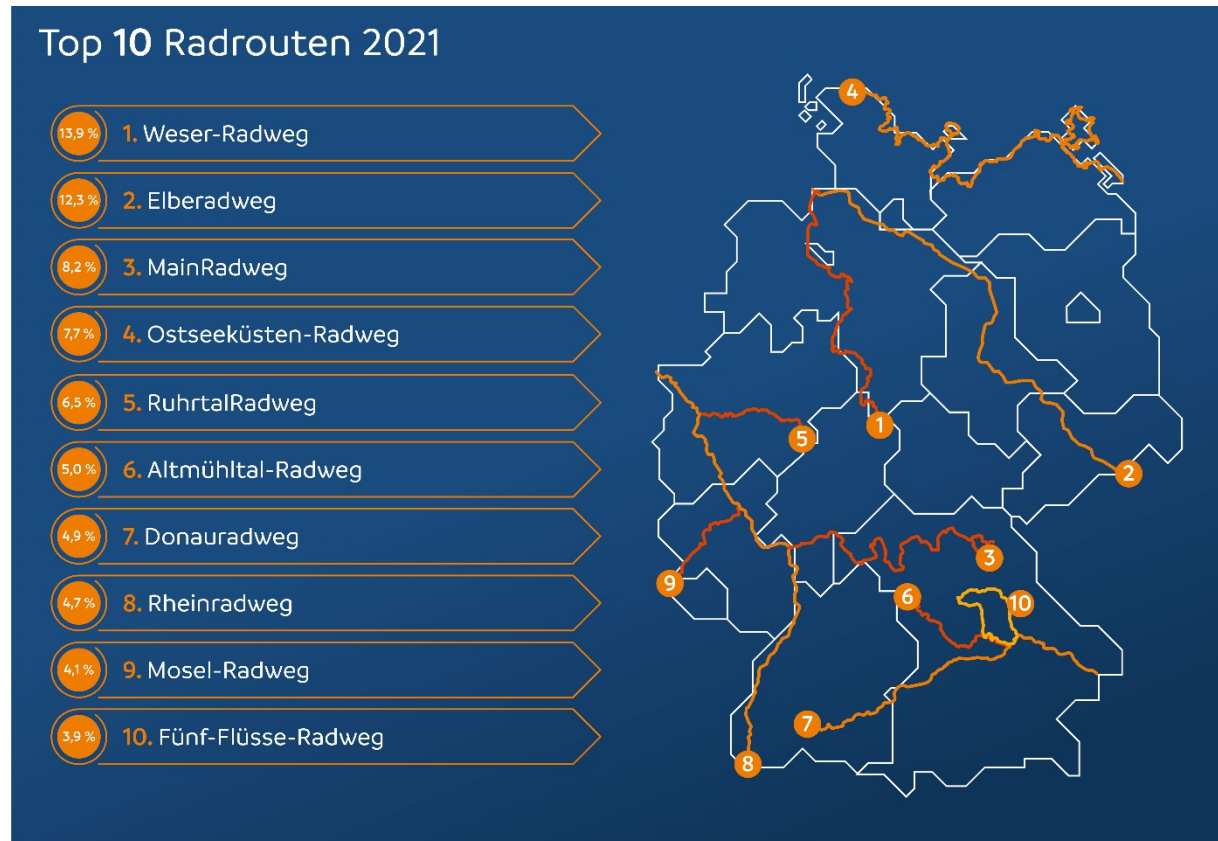 Top 10 Radrouten 2021
13,9 % 1. Weser-Radweg
12,3 % 2. Elberadweg
8,2 % 3. MainRadweg
7,7 % 4. Ostseeküsten-Radweg
6,5 % 5. RuhrtalRadweg
5,0 % 6. Altmühltal-Radweg
4,9 % 7. Donauradweg
4,7 % 8. Rheinradweg
4,1 % 9. Mosel-Radweg
3,9 % 10. Fünf-Flüsse-Radweg
4
1
5
2
3
9
6
10
7
8